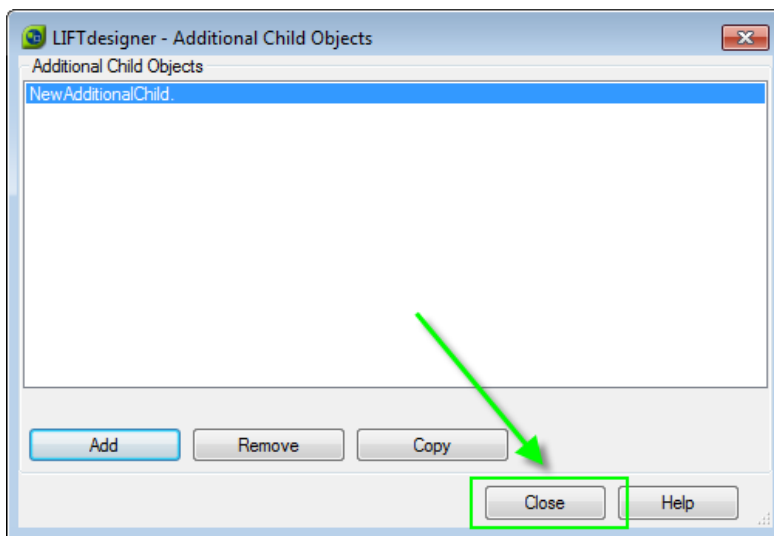 LIFTdesigner - Additional Child Objects
Additional Child Objects
NewAdditionalChild.
Add Remove Copy
Close Help